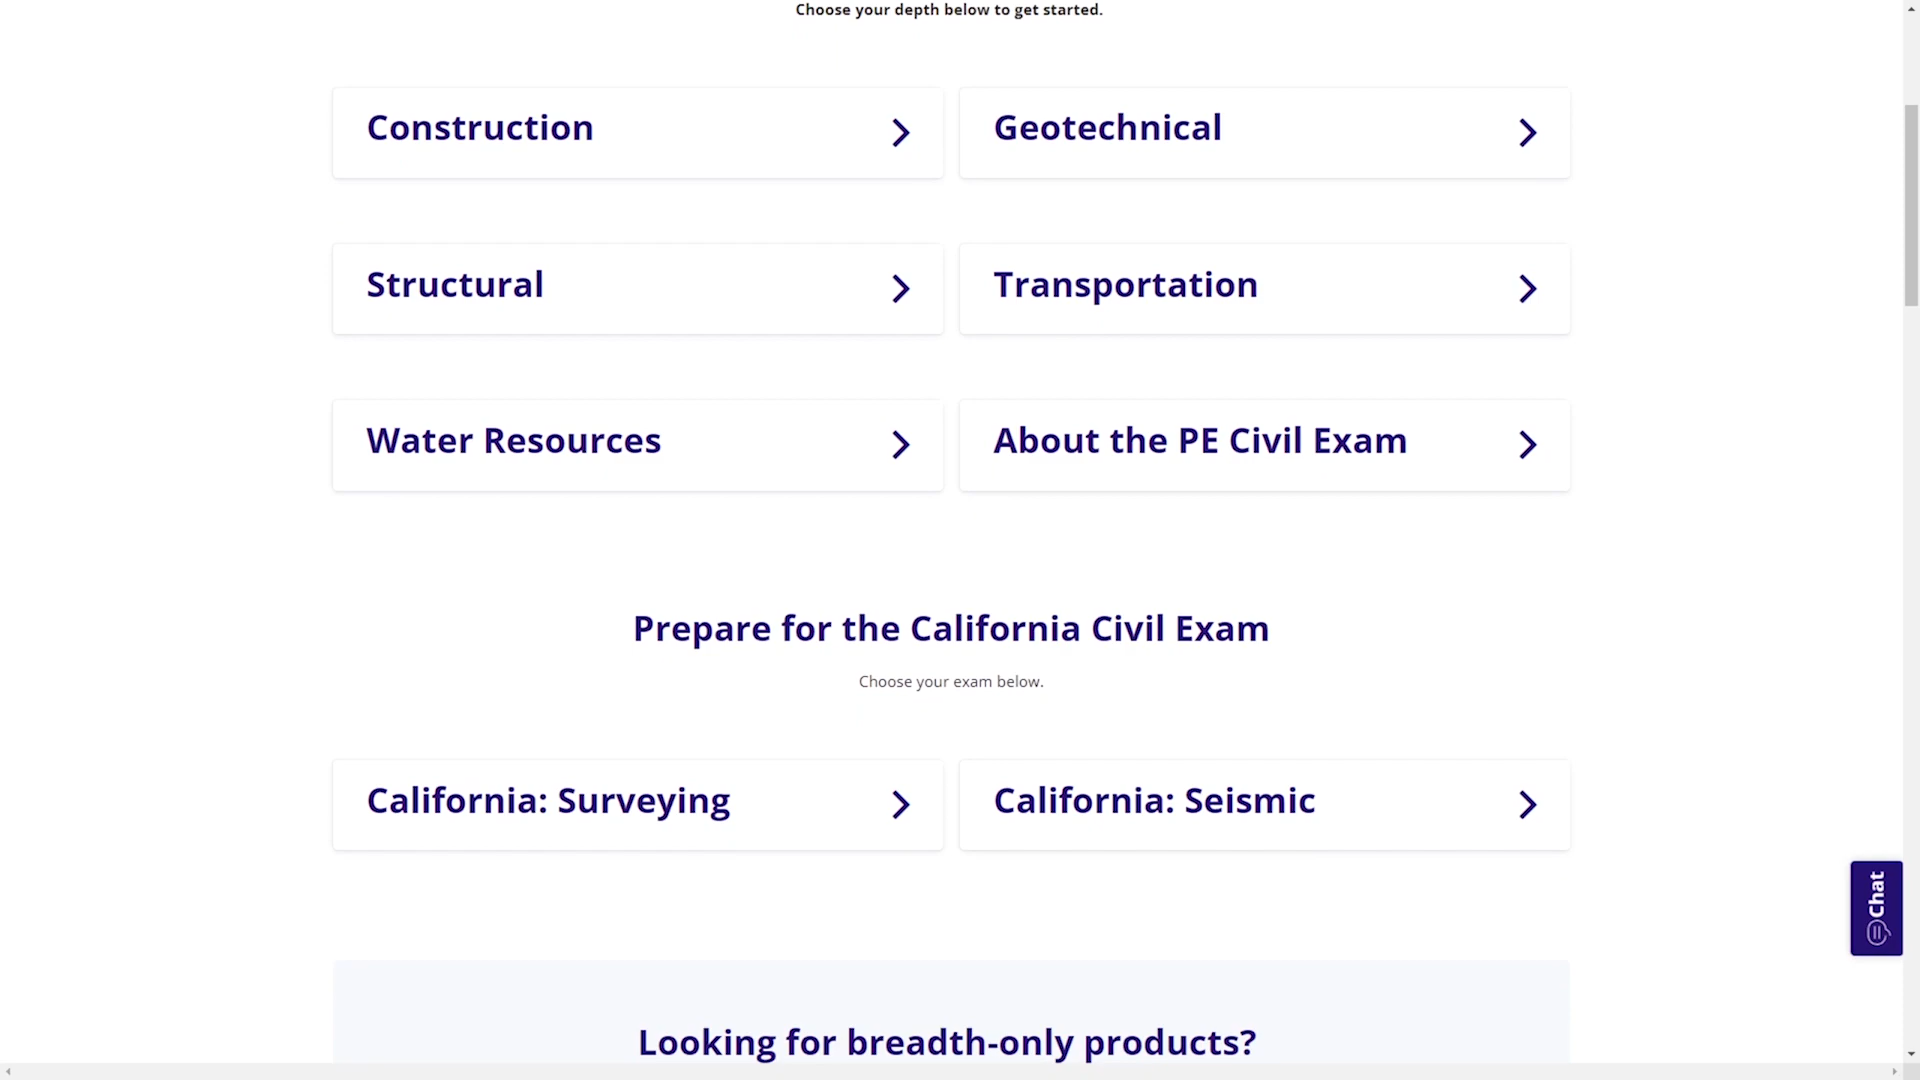 Choose your depth below to get started.
Construction
Geotechnical
Structural
Transportation
Water Resources
About the PE Civil Exam
Prepare for the California Civil Exam
Choose your exam below.
California: Surveying
California: Seismic
Chat
Looking for breadth-only products?